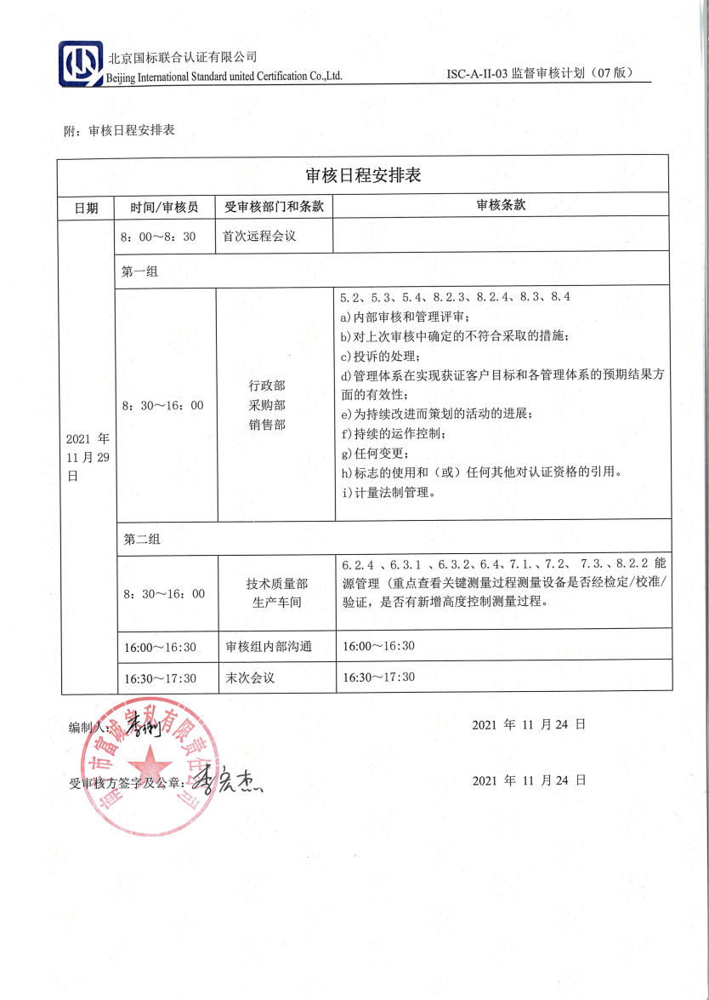 北京国标联合认证有限公司
Beijing International Standard united Certification Co.,Ltd.
ISC-A-II-03 监督审核计划（07 版）
附：审核日程安排表
审核日程安排表
日期 时间/审核员 受审核部门和条款 审核条款
8：00～8：30 首次远程会议
第一组
2021 年
11 月 29
日
8：30～16：00
行政部
采购部
销售部
5.2、5.3、5.4、8.2.3、8.2.4、8.3、8.4
a)内部审核和管理评审；
b)对上次审核中确定的不符合采取的措施；
c)投诉的处理；
d)管理体系在实现获证客户目标和各管理体系的预期结果方
面的有效性；
e)为持续改进而策划的活动的进展；
f)持续的运作控制；
g)任何变更；
h)标志的使用和（或）任何其他对认证资格的引用。
i)计量法制管理。
第二组
8：30～16：00
技术质量部
生产车间
6.2.4 、6.3.1 、6.3.2、6.4、7.1.、7.2、 7.3.、8.2.2 能
源管理（重点查看关键测量过程测量设备是否经检定/校准/
验证，是否有新增高度控制测量过程。
16:00～16:30 审核组内部沟通 16:00～16:30
16:30～17:30 末次会议 16:30～17:30
编制人： 2021 年 11 月 24 日
受审核方签字及公章：李宏杰 2021 年 11 月 24 日
市富诚 有限责任公司